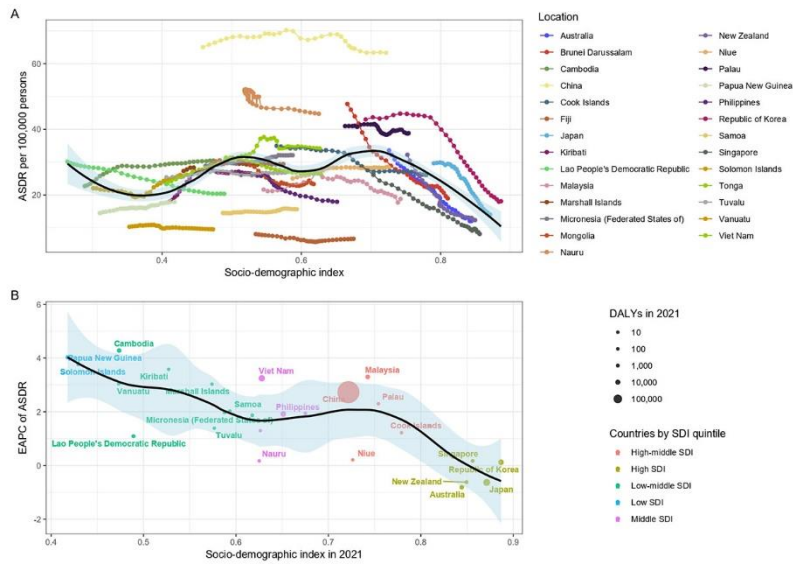 A
ASDR per 100,000 persons
60
40
20
0.4
0.6
0.8
Socio-demographic index
Location
Australia
Brunei Darussalam
Cambodia
China
Cook Islands
Fiji
Japan
Kiribati
Lao People's Democratic Republic
Malaysia
Marshall Islands
Micronesia (Federated States of)
Mongolia
Nauru
New Zealand
Niue
Palau
Papua New Guinea
Philippines
Republic of Korea
Samoa
Singapore
Solomon Islands
Tonga
Tuvalu
Vanuatu
Viet Nam
B
EAPC of ASDR
6
4
2
0
-2
Cambodia
Papua New Guinea
Solomon Islands
Kiribati
Vanuatu
Marshall Islands
Viet Nam
Malaysia
China
Palau
Samoa
Philippines
Micronesia (Federated States of)
Tuvalu
Cook Islands
Lao People's Democratic Republic
Nauru
Niue
Singapore
Republic of Korea
New Zealand
Japan
Australia
0.4
0.5
0.6
0.7
0.8
0.9
Socio-demographic index in 2021
DALYs in 2021
10
100
1,000
10,000
100,000
Countries by SDI quintile
High-middle SDI
High SDI
Low-middle SDI
Low SDI
Middle SDI